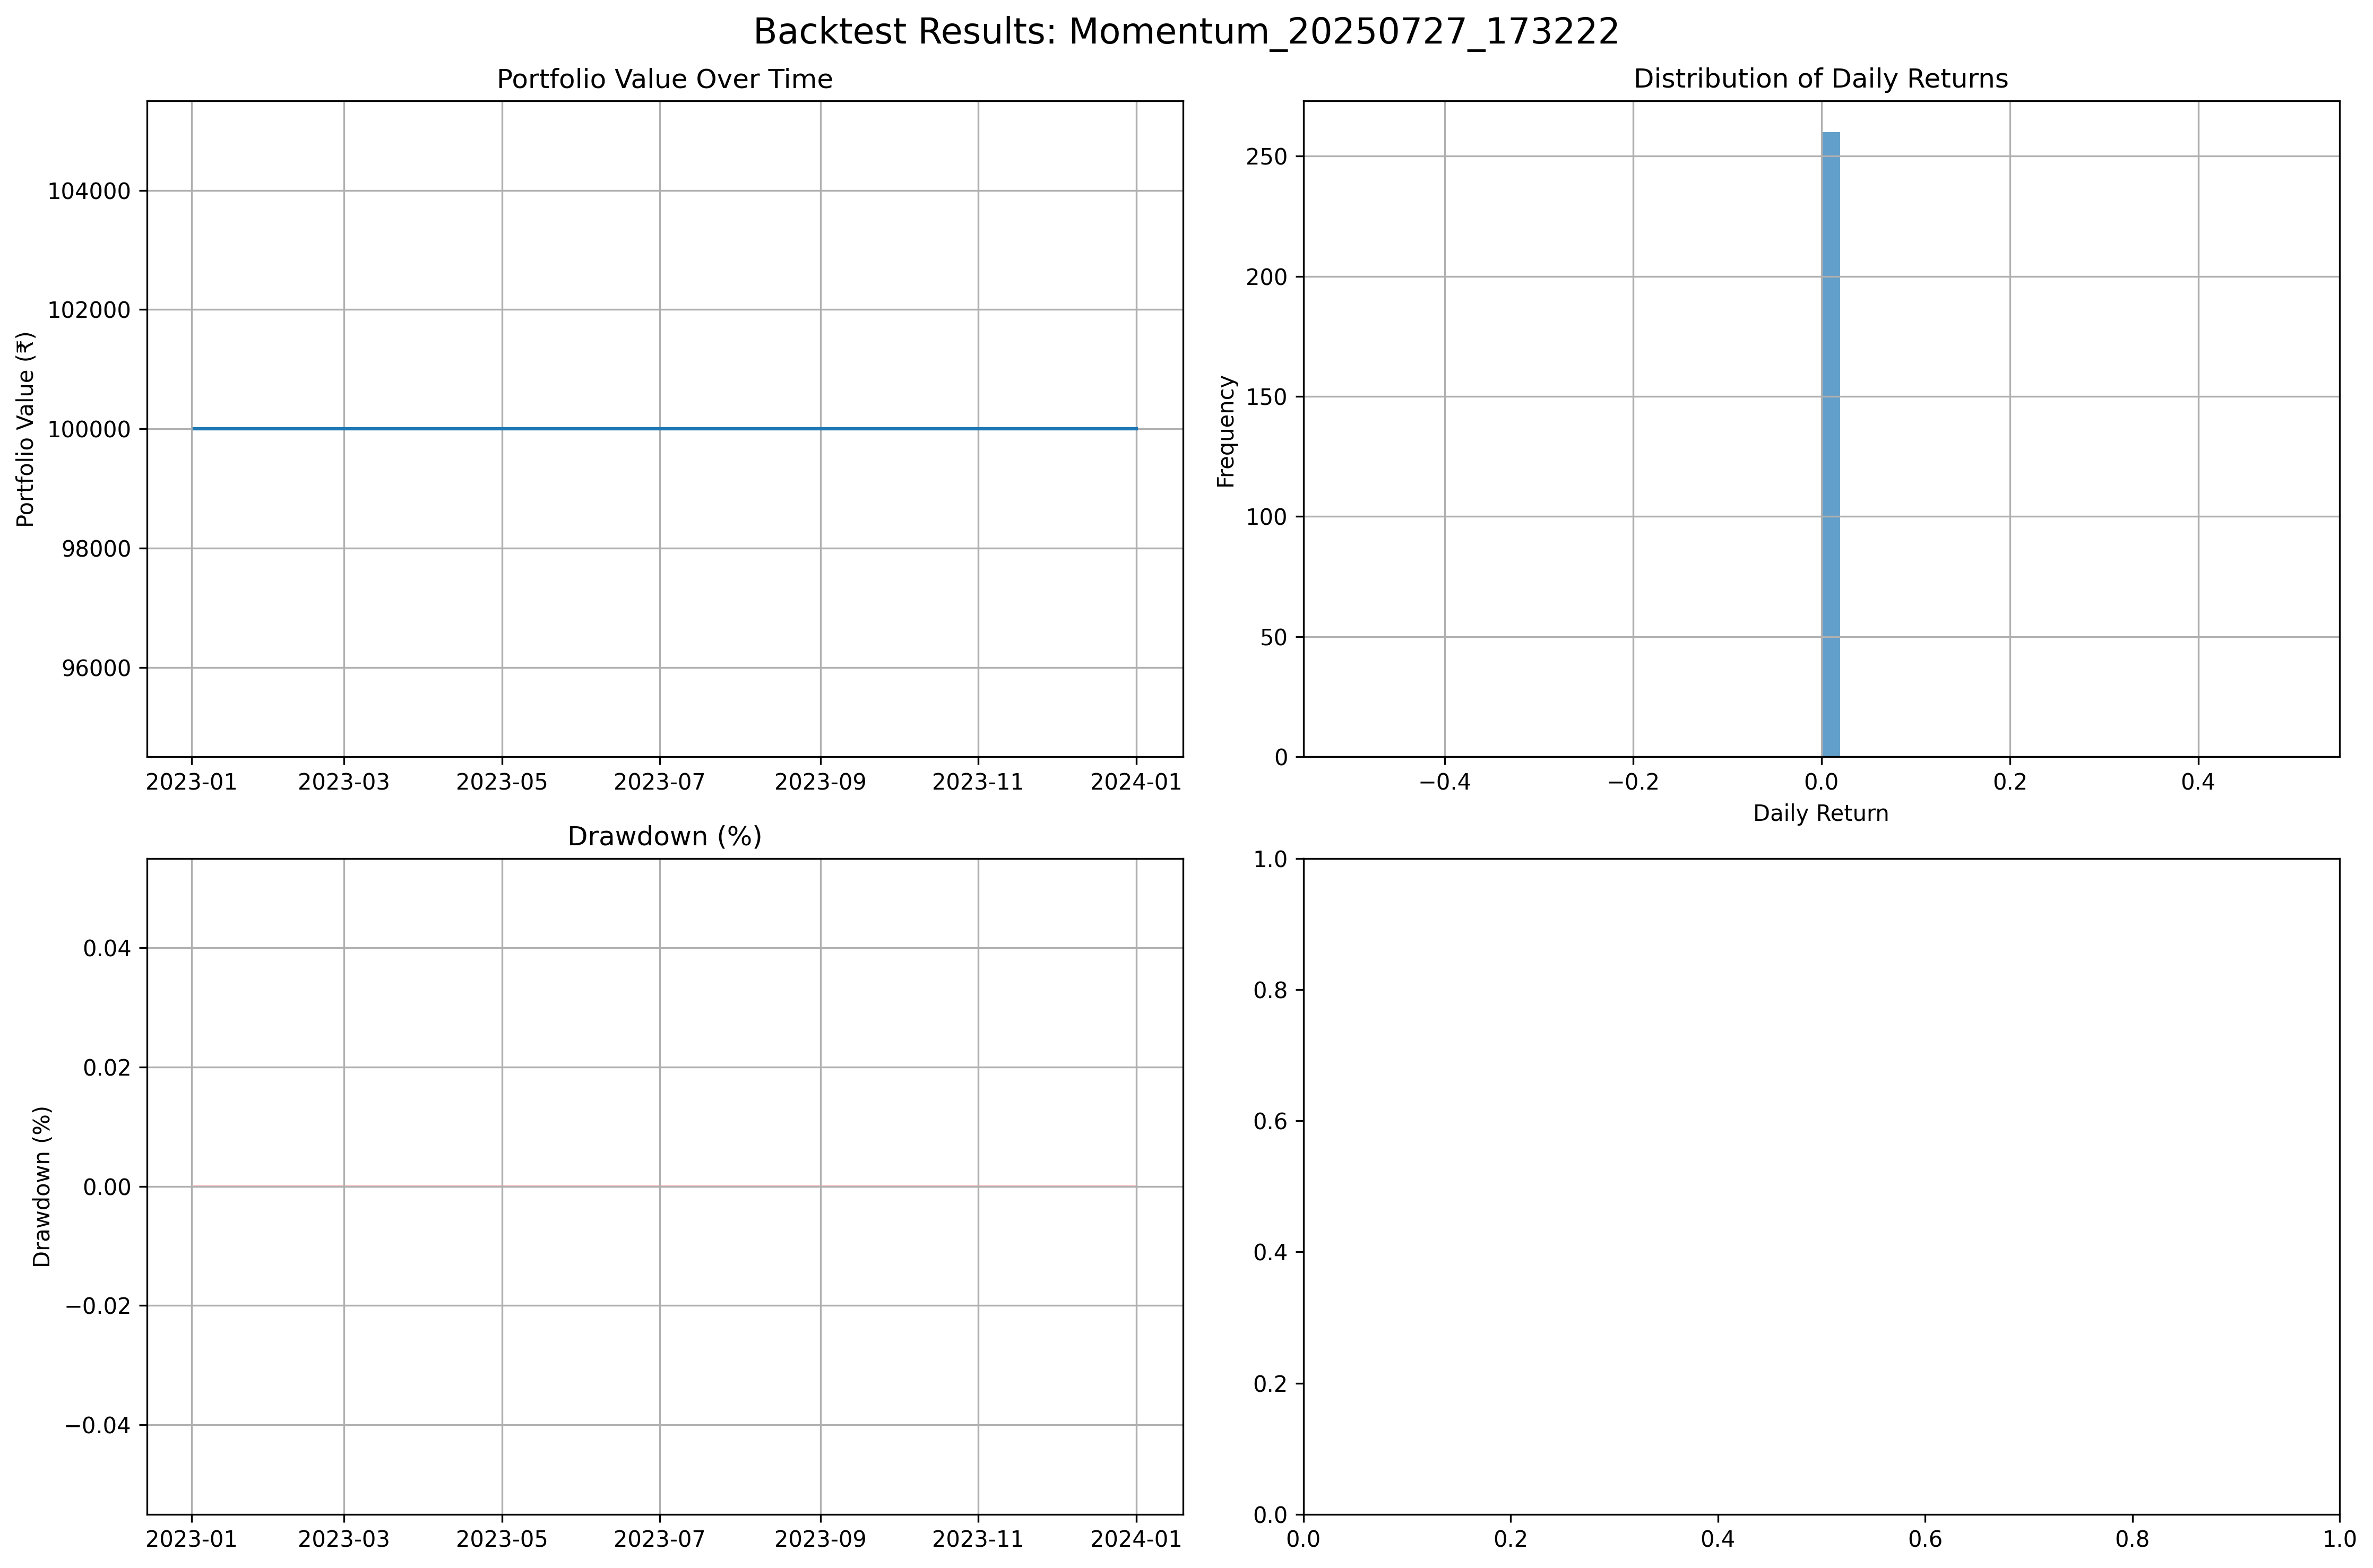 Backtest Results: Momentum_20250727_173222
Portfolio Value Over Time
Portfolio Value (₹)
104000
102000
100000
98000
96000
2023-01 2023-03 2023-05 2023-07 2023-09 2023-11 2024-01
Distribution of Daily Returns
Frequency
250
200
150
100
50
0
−0.4 −0.2 0.0 0.2 0.4
Daily Return
Drawdown (%)
Drawdown (%)
0.04
0.02
0.00
−0.02
−0.04
2023-01 2023-03 2023-05 2023-07 2023-09 2023-11 2024-01
1.0
0.8
0.6
0.4
0.2
0.0
0.0 0.2 0.4 0.6 0.8 1.0